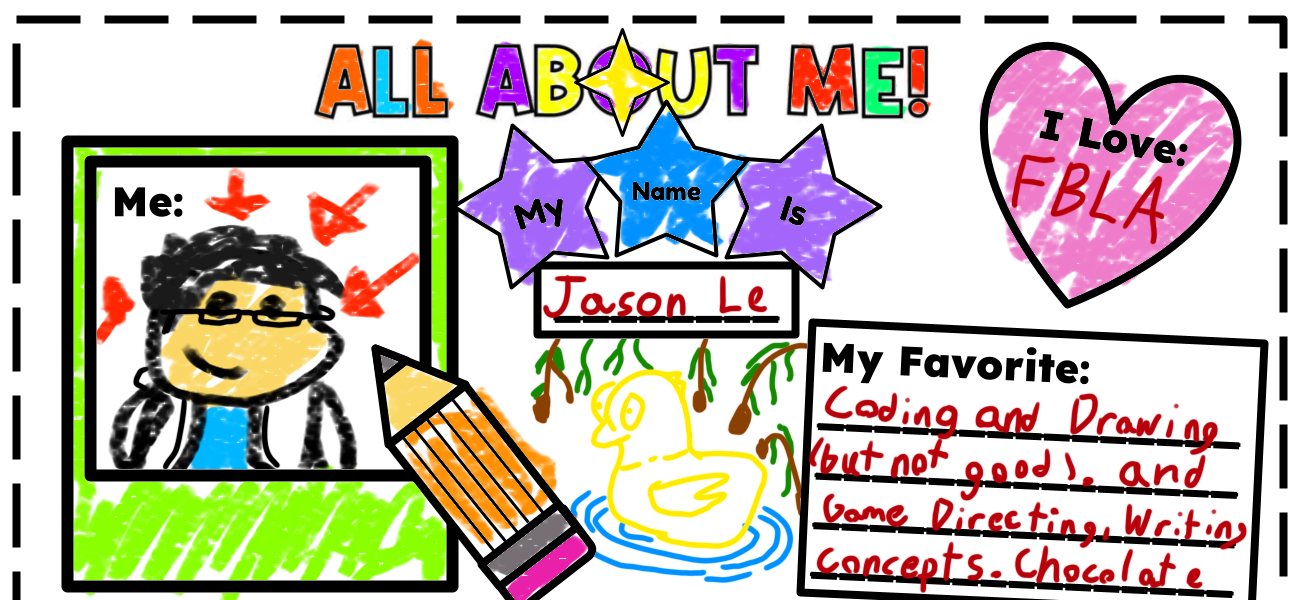 ALL ABOUT ME!
I Love:
FBLA
Me:
My Name Is
Jason Le
My Favorite:
Coding and Drawing
(but not good). and
Game Directing, Writing
concepts. Chocolate